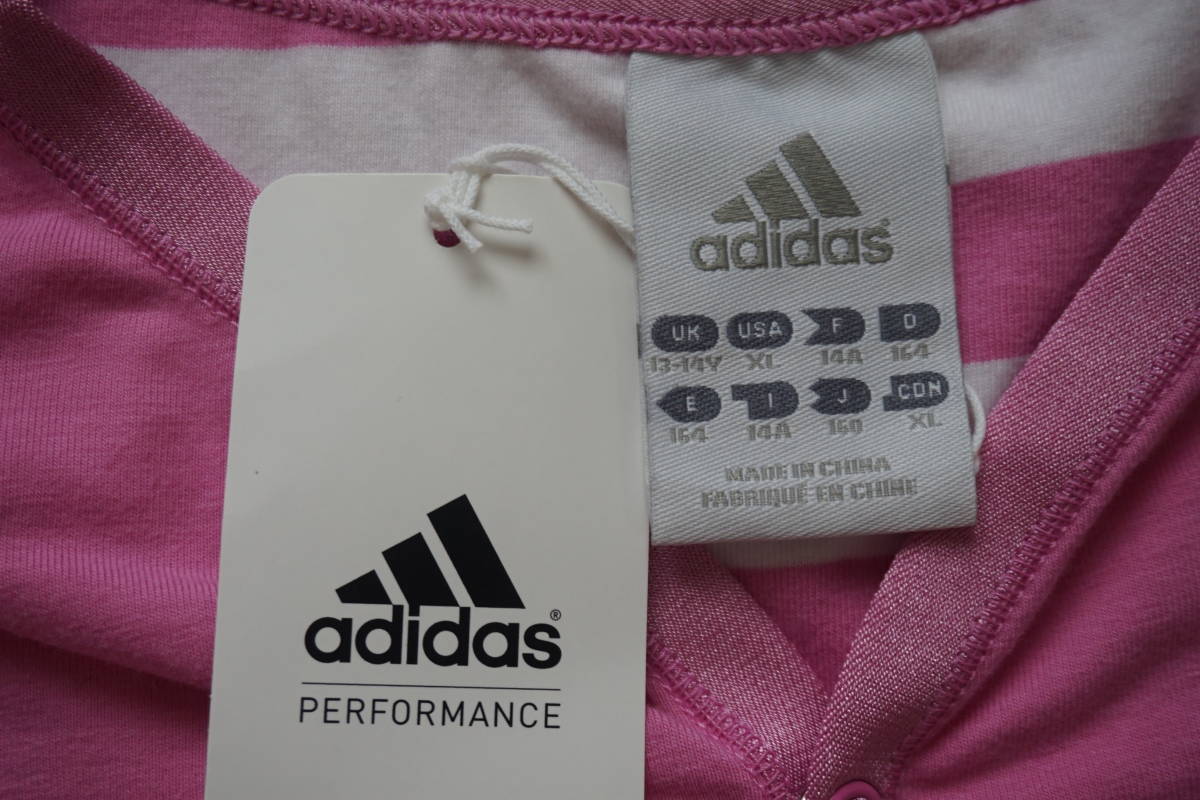 adidas
UK USA F D
13-14Y XL 14A 164
E I J CDN
164 14A 160 XL
MADE IN CHINA
FABRIQUÉ EN CHINE
adidas®
PERFORMANCE